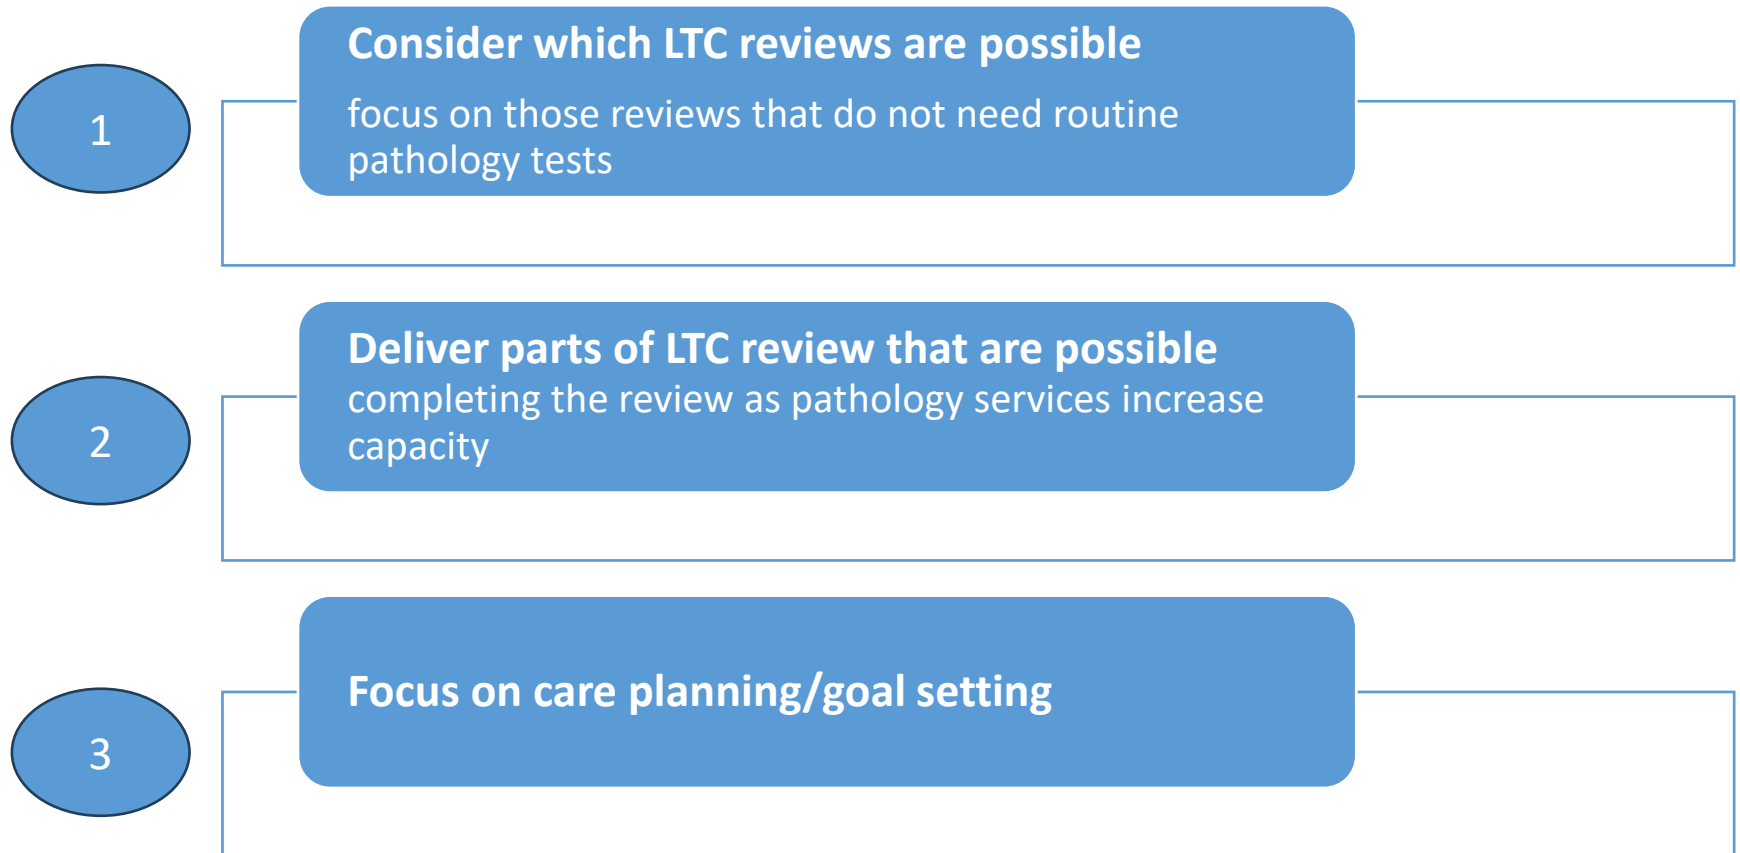 1
Consider which LTC reviews are possible
focus on those reviews that do not need routine
pathology tests
2
Deliver parts of LTC review that are possible
completing the review as pathology services increase
capacity
3
Focus on care planning/goal setting